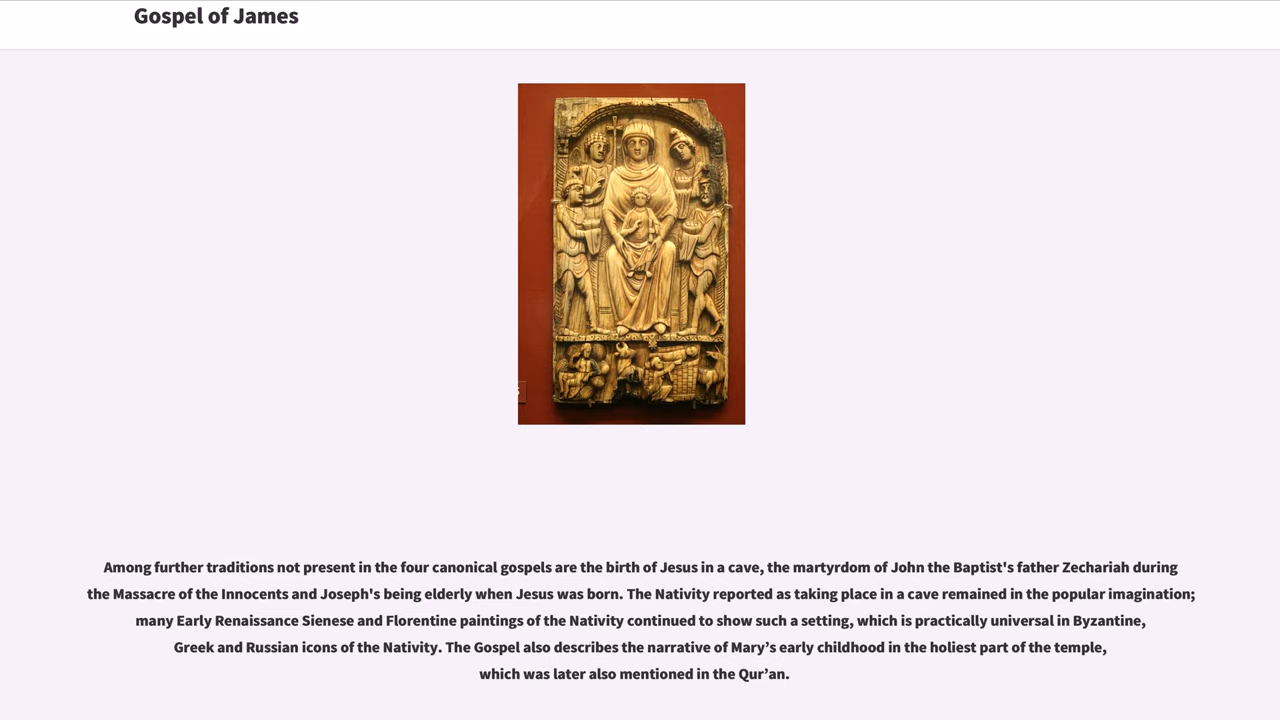 Gospel of James
Among further traditions not present in the four canonical gospels are the birth of Jesus in a cave, the martyrdom of John the Baptist's father Zechariah during
the Massacre of the Innocents and Joseph's being elderly when Jesus was born. The Nativity reported as taking place in a cave remained in the popular imagination;
many Early Renaissance Sienese and Florentine paintings of the Nativity continued to show such a setting, which is practically universal in Byzantine,
Greek and Russian icons of the Nativity. The Gospel also describes the narrative of Mary’s early childhood in the holiest part of the temple,
which was later also mentioned in the Qur’an.